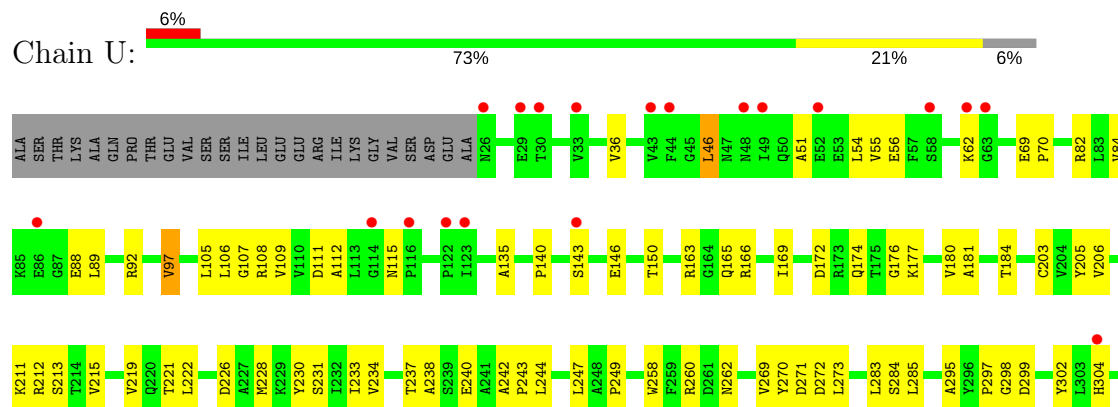 6%
Chain U:
73% 21% 6%
ALA SER THR LYS ALA GLN PRO THR GLU VAL SER SER ILE LEU GLU GLU ARG ILE LYS GLY VAL SER ASP GLU ALA N26 E29 T30 V33 V36 V43 F44 G45 L46 N47 N48 I49 Q50 A51 E52 E53 L54 V55 E56 F57 S58 K62 G63 E69 P70 R82 L83 V84
K85 E86 G87 E88 L89 R92 V97 L105 L106 G107 R108 V109 V110 D111 A112 L113 G114 N115 P116 P122 I123 A135 P140 S143 E146 T150 R163 G164 Q165 R166 I169 D172 R173 Q174 T175 G176 K177 V180 A181 T184 C203 V204 Y205 V206
K211 R212 S213 T214 V215 V219 Q220 T221 L222 D226 A227 M228 K229 Y230 S231 I232 I233 V234 T237 A238 S239 E240 A241 A242 P243 L244 L247 A248 P249 W258 F259 R260 D261 N262 V269 Y270 D271 D272 L273 L283 S284 L285 A295 Y296 P297 G298 D299 Y302 L303 H304